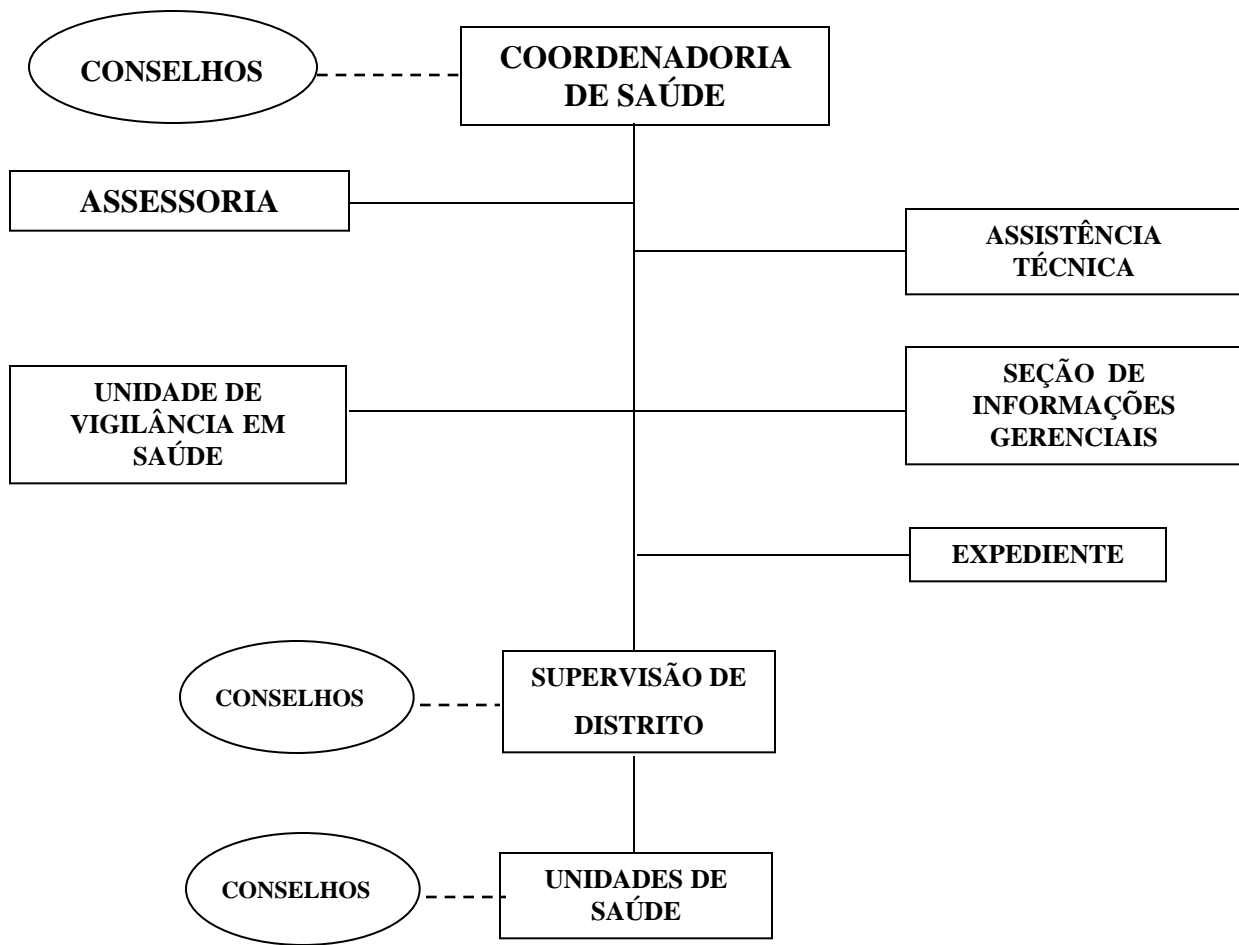 CONSELHOS
COORDENADORIA
DE SAÚDE
ASSESSORIA
ASSISTÊNCIA
TÉCNICA
UNIDADE DE
VIGILÂNCIA EM
SAÚDE
SEÇÃO DE
INFORMAÇÕES
GERENCIAIS
EXPEDIENTE
CONSELHOS
SUPERVISÃO DE
DISTRITO
CONSELHOS
UNIDADES DE
SAÚDE